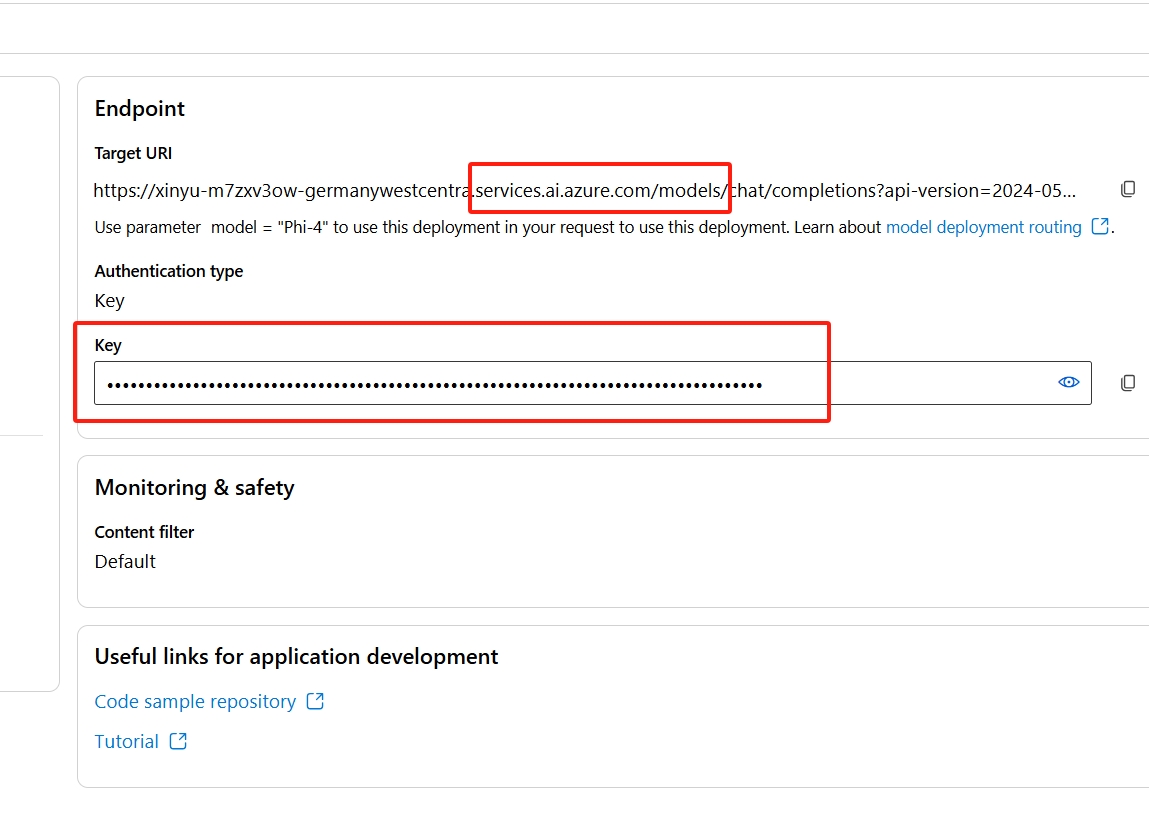 Endpoint
Target URI
https://xinyu-m7zxv3ow-germanywestcentra.services.ai.azure.com/models/chat/completions?api-version=2024-05...
Use parameter model = "Phi-4" to use this deployment in your request to use this deployment. Learn about model deployment routing.
Authentication type
Key
Key
Monitoring & safety
Content filter
Default
Useful links for application development
Code sample repository
Tutorial